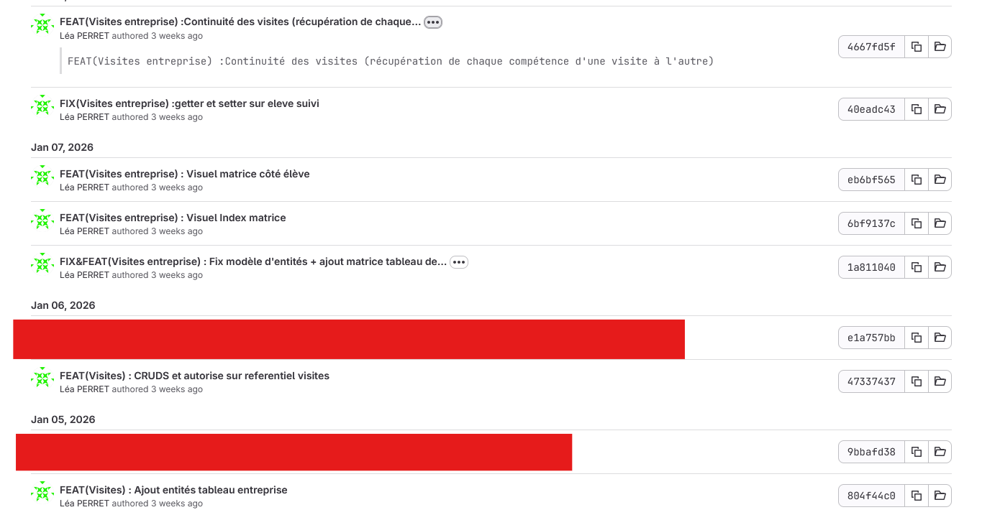 FEAT(Visites entreprise) :Continuité des visites (récupération de chaque... •••
Léa PERRET authored 3 weeks ago
4667fd5f
FEAT(Visites entreprise) :Continuité des visites (récupération de chaque compétence d'une visite à l'autre)
FIX(Visites entreprise) :getter et setter sur eleve suivi
Léa PERRET authored 3 weeks ago
40eadc43
Jan 07, 2026
FEAT(Visites entreprise) : Visuel matrice côté élève
Léa PERRET authored 3 weeks ago
eb6bf565
FEAT(Visites entreprise) : Visuel Index matrice
Léa PERRET authored 3 weeks ago
6bf9137c
FIX&FEAT(Visites entreprise) : Fix modèle d'entités + ajout matrice tableau de... •••
Léa PERRET authored 3 weeks ago
1a811040
Jan 06, 2026
e1a757bb
FEAT(Visites) : CRUDS et autorise sur referentiel visites
Léa PERRET authored 3 weeks ago
47337437
Jan 05, 2026
9bbafd38
FEAT(Visites) : Ajout entités tableau entreprise
Léa PERRET authored 3 weeks ago
804f44c0